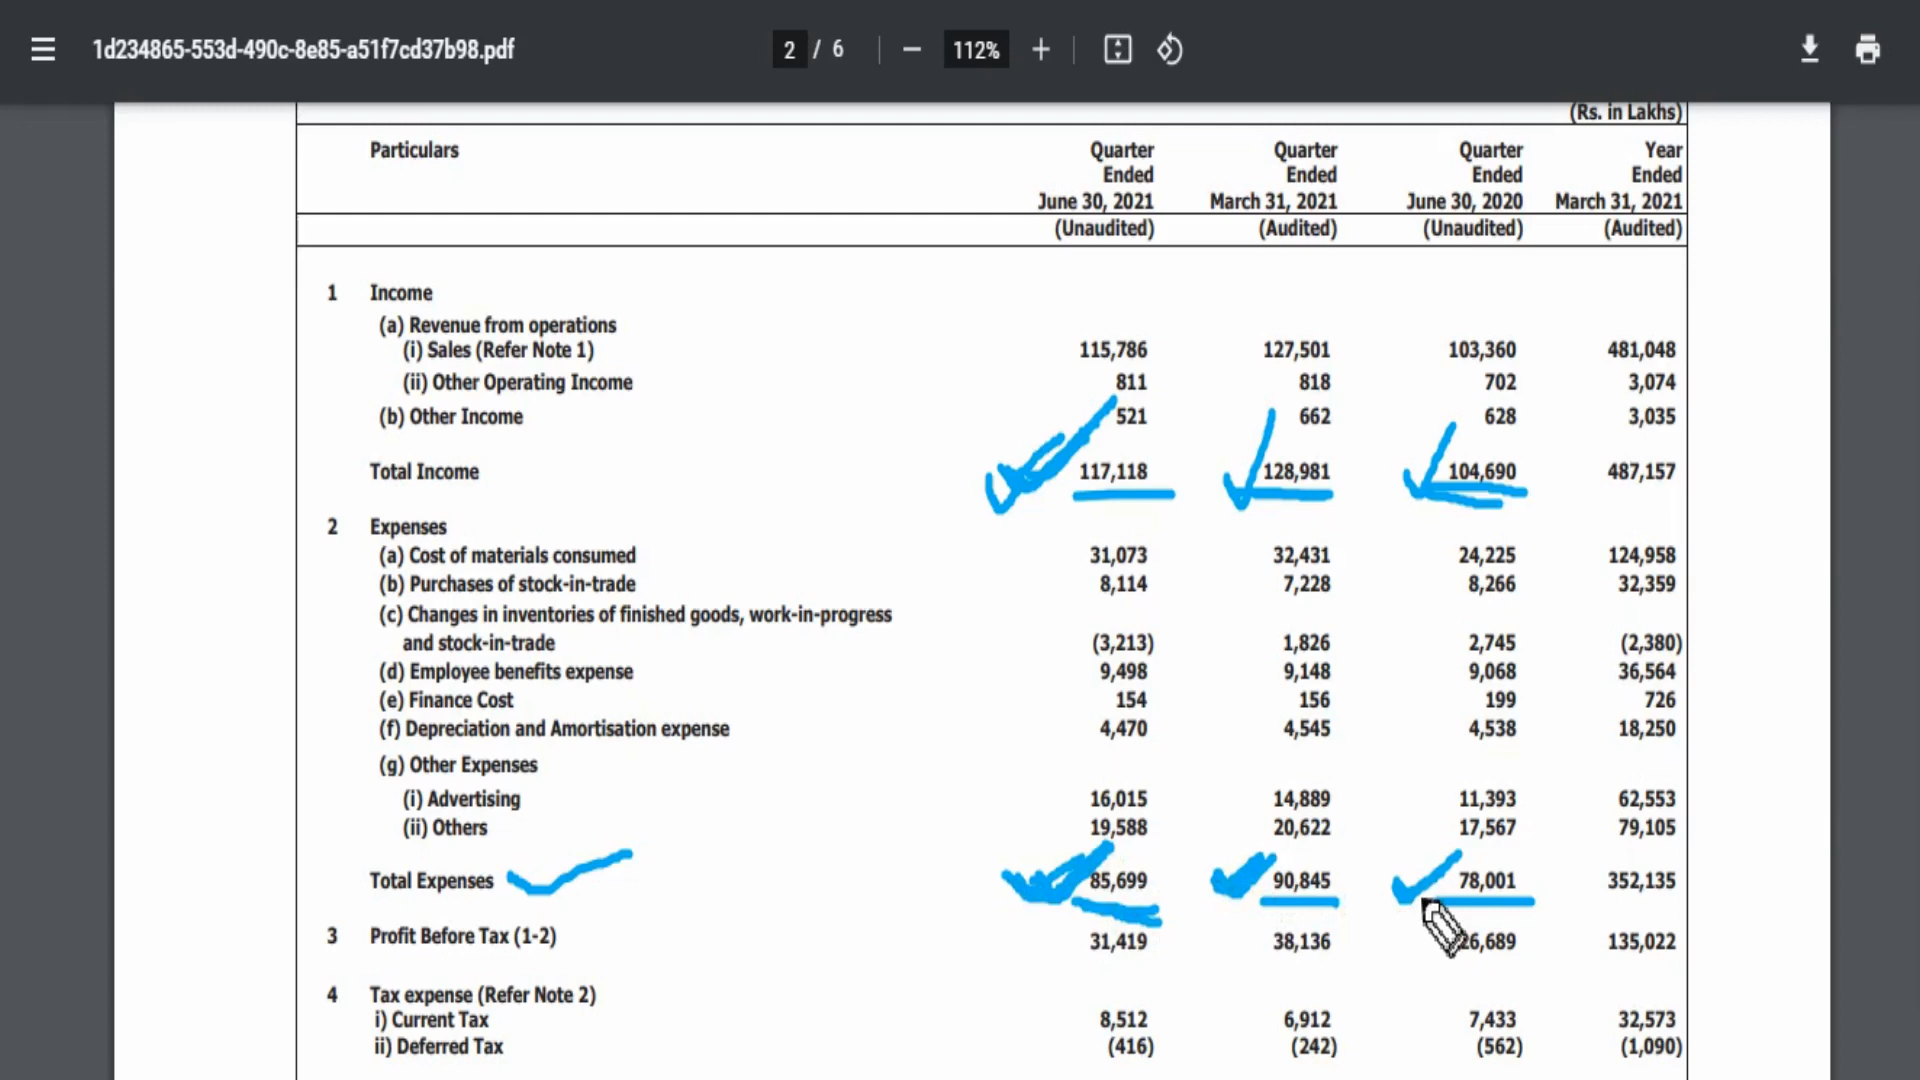 1d234865-553d-490c-8e85-a51f7cd37b98.pdf 2 / 6 112%
(Rs. in Lakhs)
Particulars Quarter Quarter Quarter Year
Ended Ended Ended Ended
June 30, 2021 March 31, 2021 June 30, 2020 March 31, 2021
(Unaudited) (Audited) (Unaudited) (Audited)
1 Income
(a) Revenue from operations
(i) Sales (Refer Note 1) 115,786 127,501 103,360 481,048
(ii) Other Operating Income 811 818 702 3,074
(b) Other Income 521 662 628 3,035
Total Income 117,118 128,981 104,690 487,157
2 Expenses
(a) Cost of materials consumed 31,073 32,431 24,225 124,958
(b) Purchases of stock-in-trade 8,114 7,228 8,266 32,359
(c) Changes in inventories of finished goods, work-in-progress
and stock-in-trade (3,213) 1,826 2,745 (2,380)
(d) Employee benefits expense 9,498 9,148 9,068 36,564
(e) Finance Cost 154 156 199 726
(f) Depreciation and Amortisation expense 4,470 4,545 4,538 18,250
(g) Other Expenses
(i) Advertising 16,015 14,889 11,393 62,553
(ii) Others 19,588 20,622 17,567 79,105
Total Expenses 85,699 90,845 78,001 352,135
3 Profit Before Tax (1-2) 31,419 38,136 26,689 135,022
4 Tax expense (Refer Note 2)
i) Current Tax 8,512 6,912 7,433 32,573
ii) Deferred Tax (416) (242) (562) (1,090)